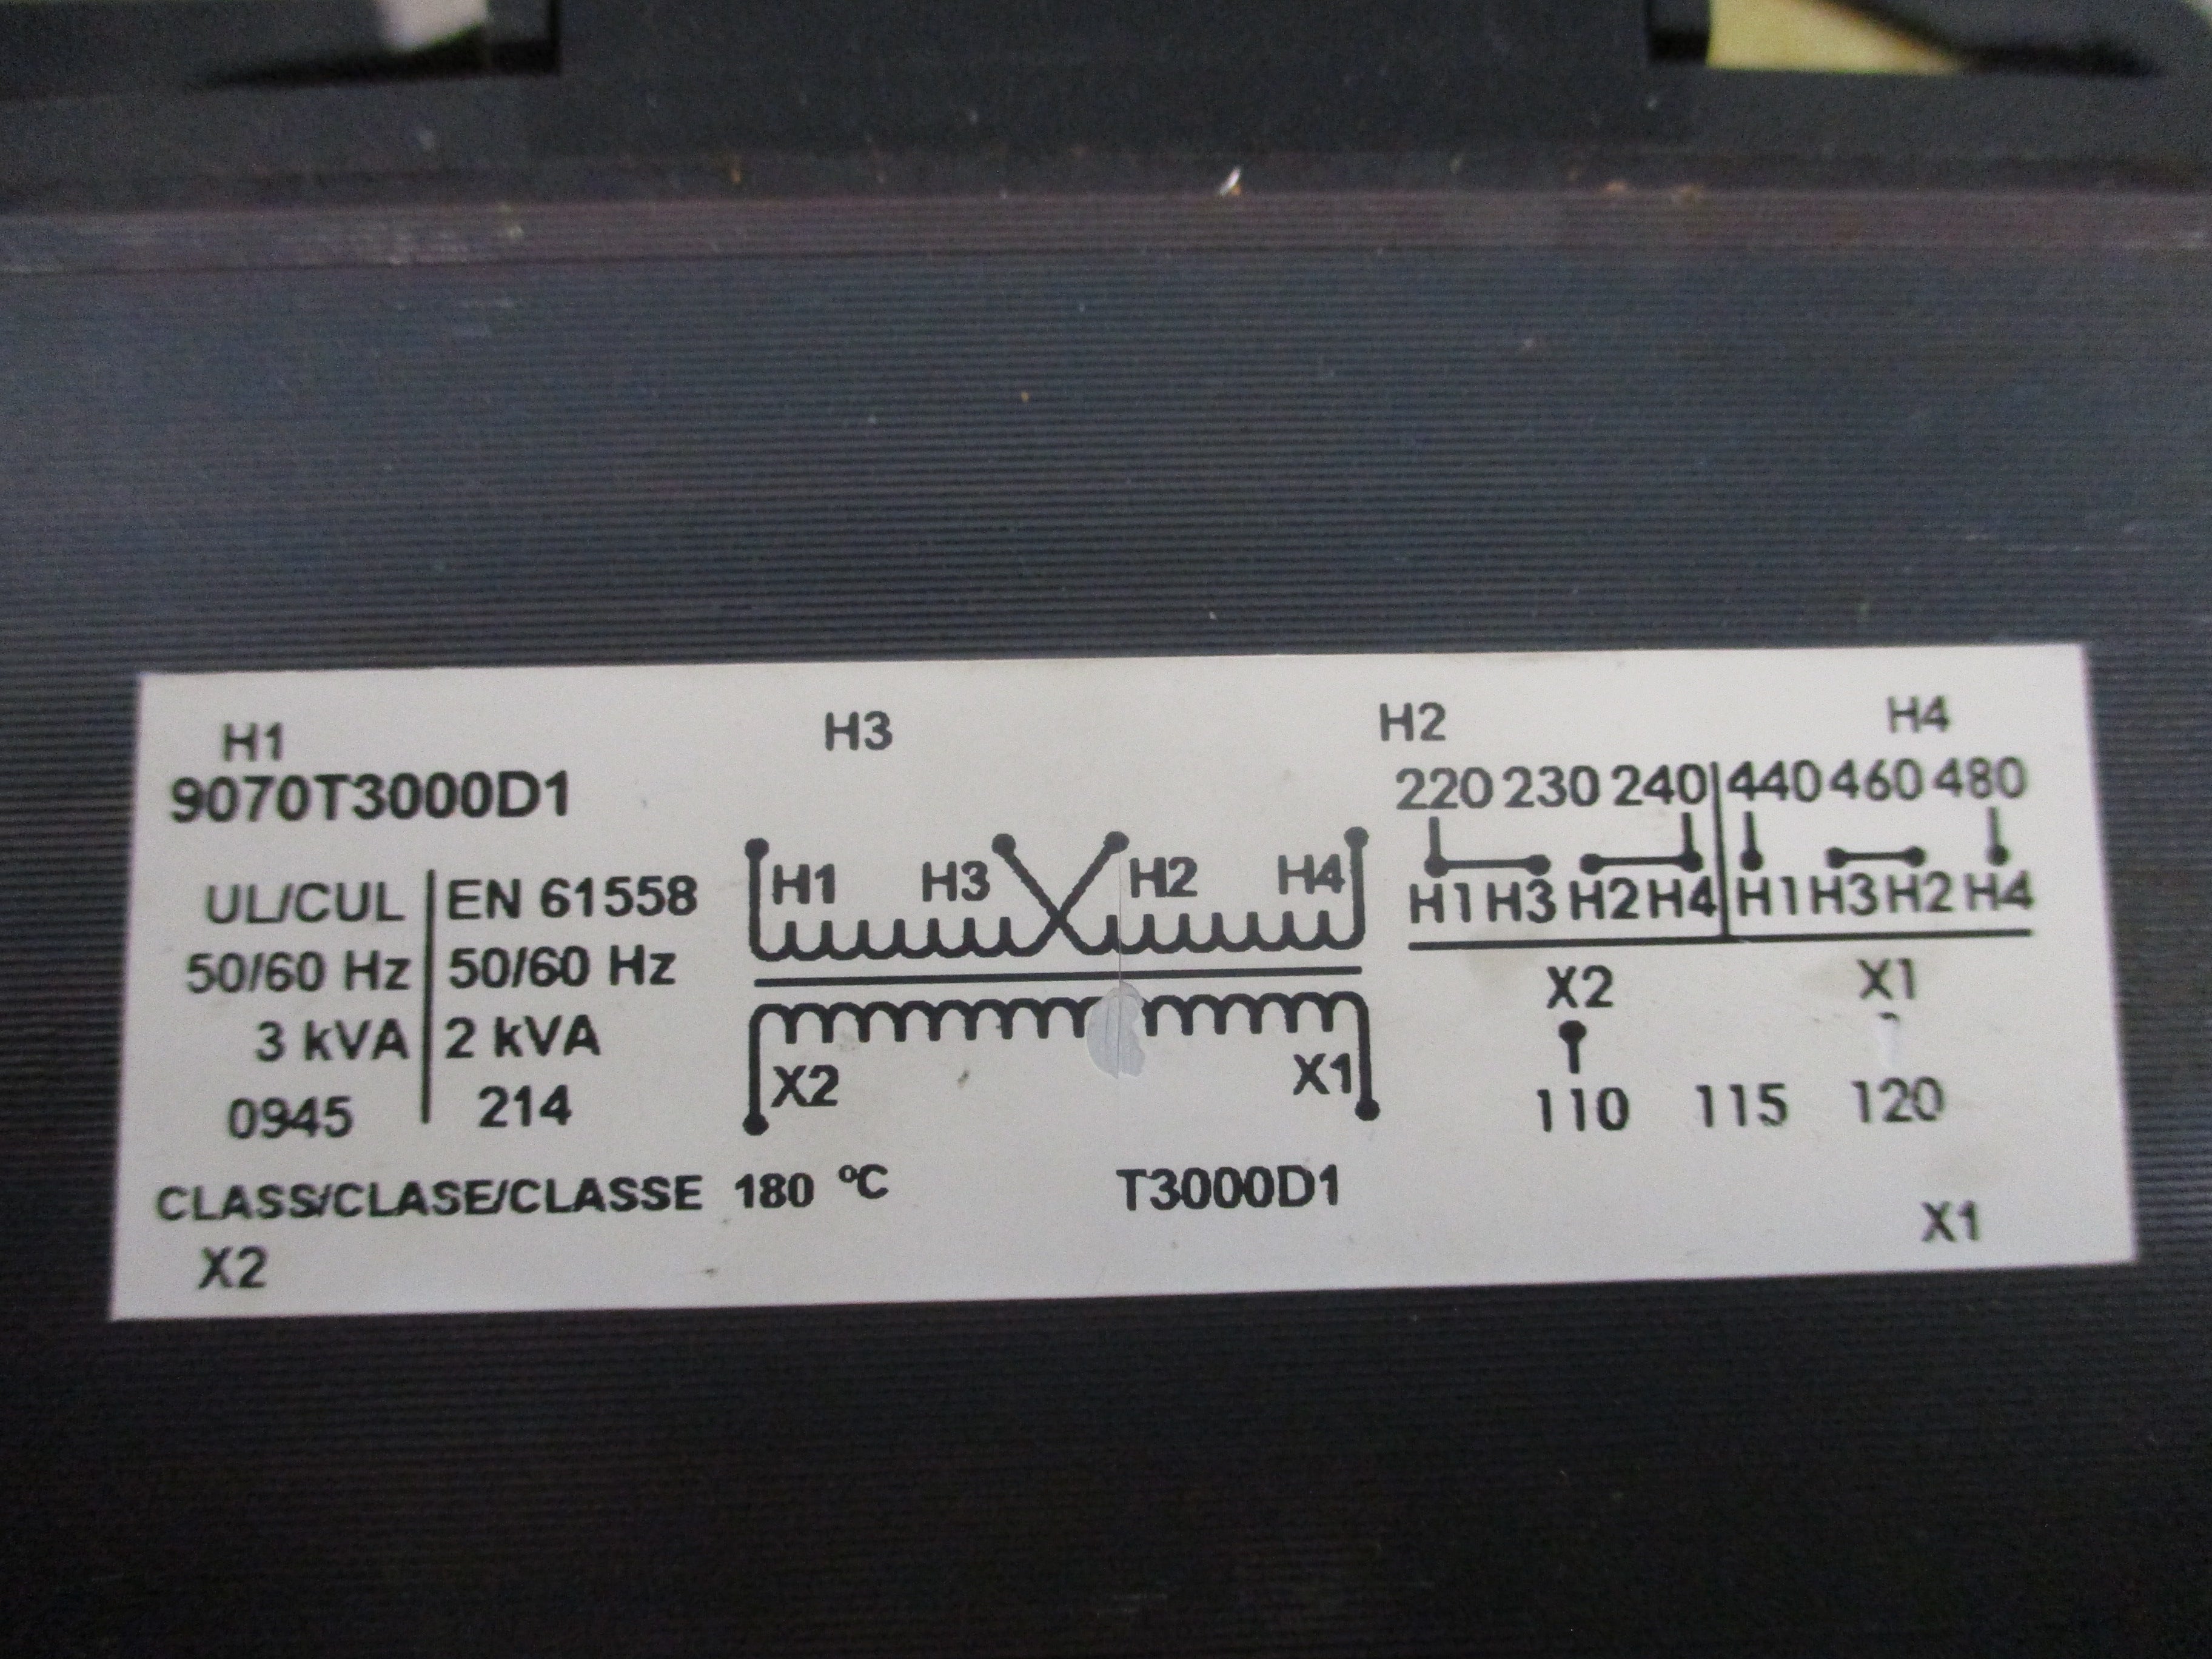 H1 H3 H2 H4
9070T3000D1
220 230 240 440 460 480
H1 H3 H2 H4
H1 H3 H2 H4 H1 H3 H2 H4
UL/CUL EN 61558
50/60 Hz 50/60 Hz
3 kVA 2 kVA
0945 214
X2 X1
X2 X1
110 115 120
CLASS/CLASE/CLASSE 180 ºC T3000D1
X2 X1